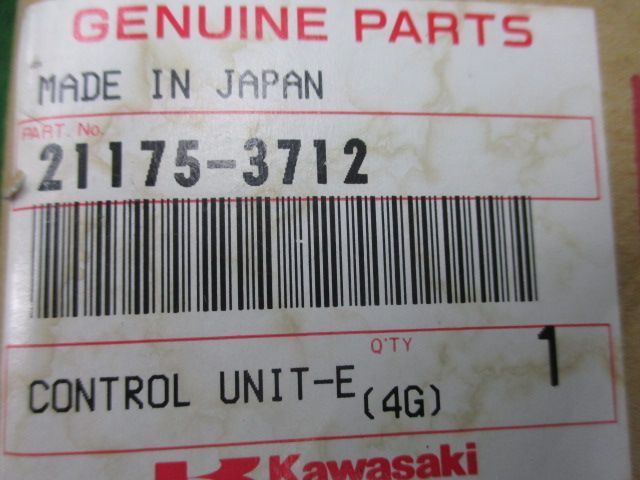 GENUINE PARTS
MADE IN JAPAN
PART. No.
21175-3712
Q'TY
CONTROL UNIT-E (4G) 1
Kawasaki